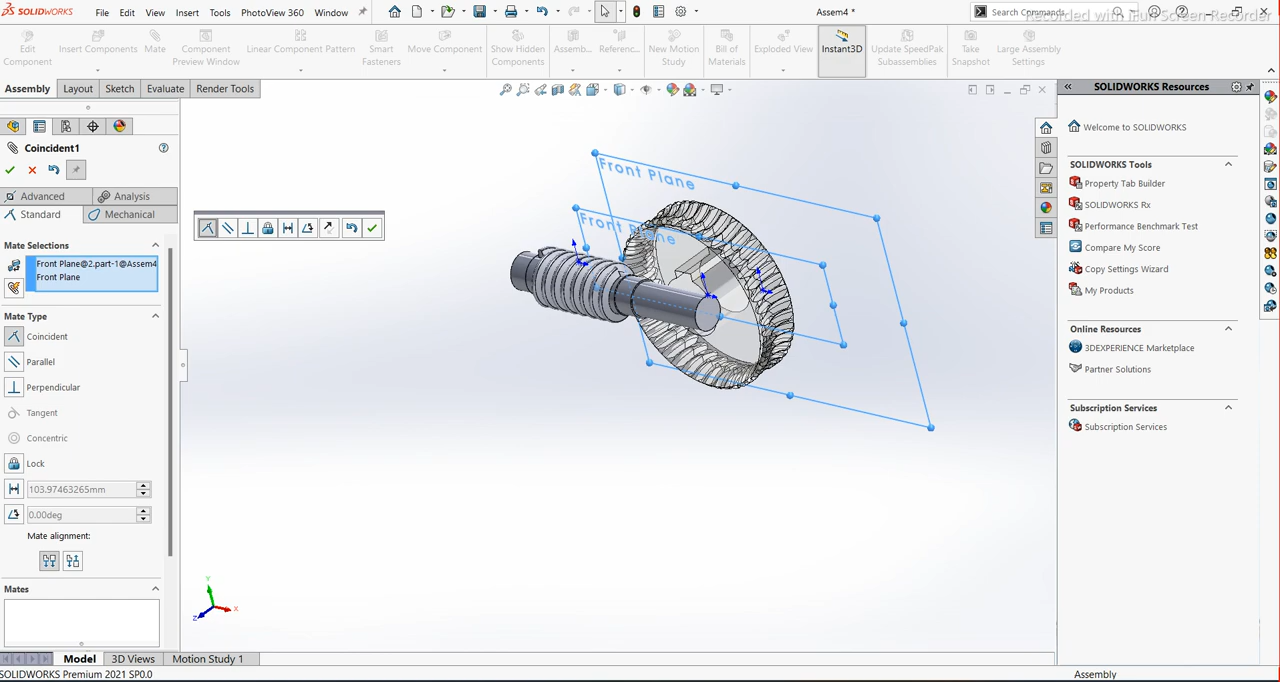 SOLIDWORKS File Edit View Insert Tools PhotoView 360 Window Assem4 * Search Commands
Recorded with iFun Screen Recorder
Edit Component
Insert Components
Mate
Component Preview Window
Linear Component Pattern
Smart Fasteners
Move Component
Show Hidden Components
Assemb...
Referenc...
New Motion Study
Bill of Materials
Exploded View
Instant3D
Update SpeedPak Subassemblies
Take Snapshot
Large Assembly Settings
Assembly Layout Sketch Evaluate Render Tools
Coincident1
Advanced Analysis
Standard Mechanical
Mate Selections
Front Plane@2.part-1@Assem4
Front Plane
Mate Type
Coincident
Parallel
Perpendicular
Tangent
Concentric
Lock
103.97463265mm
0.00deg
Mate alignment:
Mates
Front Plane
Front Plane
Y
X
Z
SOLIDWORKS Resources
Welcome to SOLIDWORKS
SOLIDWORKS Tools
Property Tab Builder
SOLIDWORKS Rx
Performance Benchmark Test
Compare My Score
Copy Settings Wizard
My Products
Online Resources
3DEXPERIENCE Marketplace
Partner Solutions
Subscription Services
Subscription Services
Model 3D Views Motion Study 1
SOLIDWORKS Premium 2021 SP0.0
Assembly